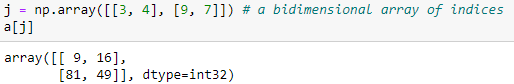 j = np.array([[3, 4], [9, 7]]) # a bidimensional array of indices
a[j]
array([[ 9, 16],
       [81, 49]], dtype=int32)